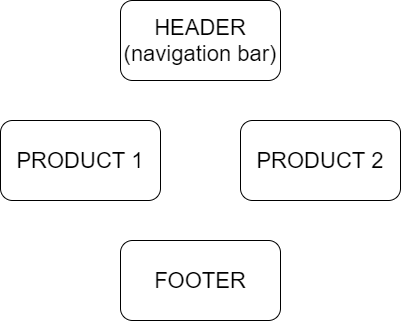 HEADER
(navigation bar)
PRODUCT 1
PRODUCT 2
FOOTER